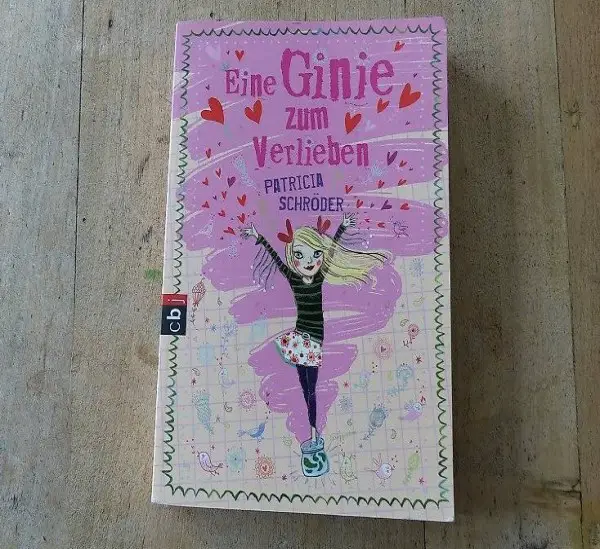 Eine Ginie
zum
Verlieben
PATRICIA
SCHRÖDER
cbj